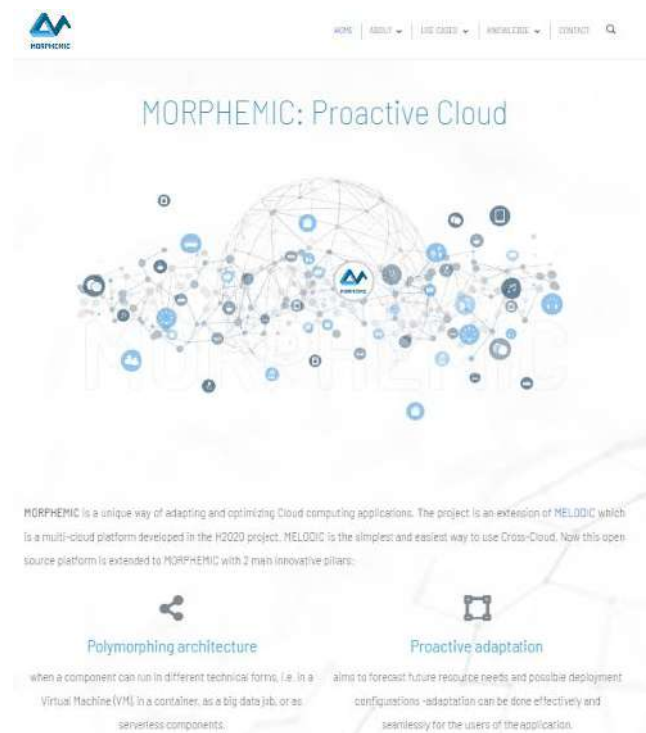 MORPHEMIC
HOME ABOUT USE CASES KNOWLEDGE CONTACT
MORPHEMIC: Proactive Cloud
MORPHEMIC
MORPHEMIC
MORPHEMIC is a unique way of adapting and optimizing Cloud computing applications. The project is an extension of MELODIC which
is a multi-cloud platform developed in the H2020 project. MELODIC is the simplest and easiest way to use Cross-Cloud. Now this open
source platform is extended to MORPHEMIC with 2 main innovative pillars:
Polymorphing architecture
when a component can run in different technical forms, i.e. in a
Virtual Machine (VM), in a container, as a big data job, or as
serverless components.
Proactive adaptation
aims to forecast future resource needs and possible deployment
configurations -adaptation can be done effectively and
seamlessly for the users of the application.